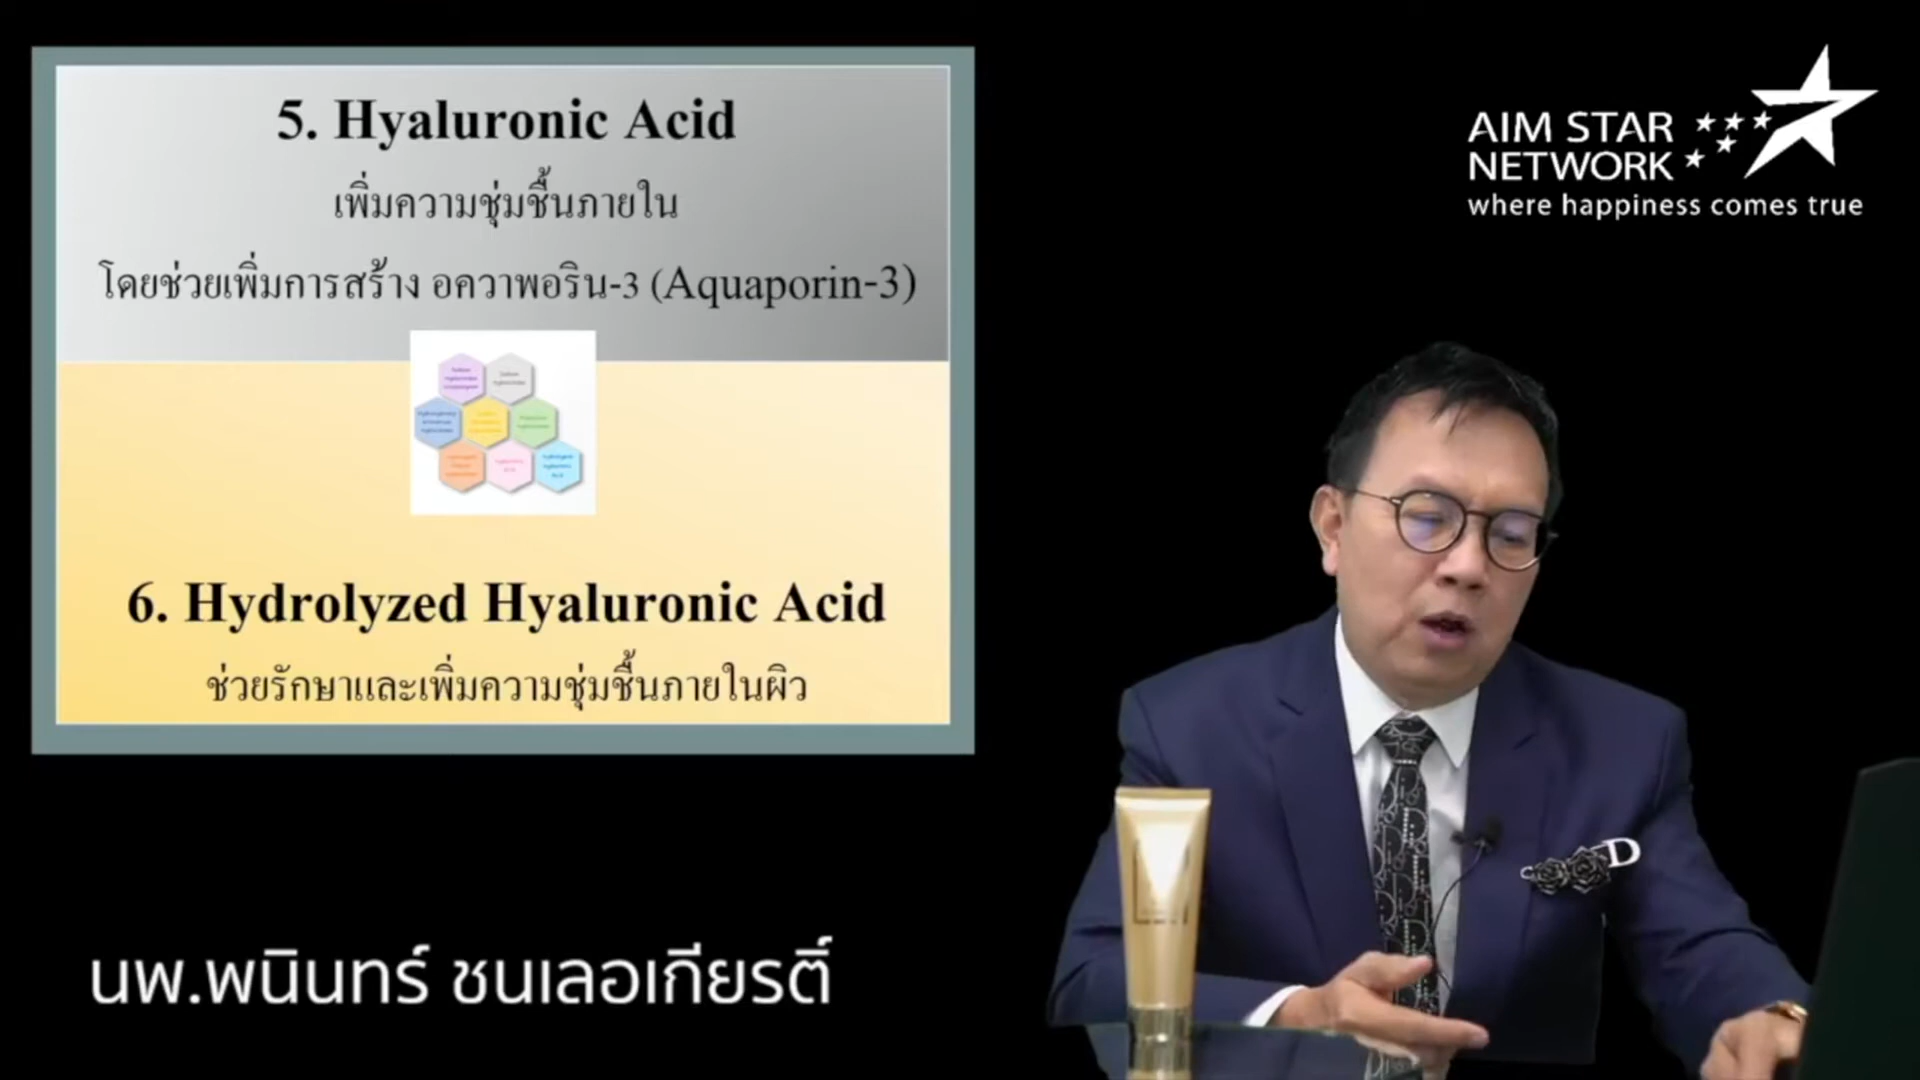 5. Hyaluronic Acid
เพิ่มความชุ่มชื้นภายใน
โดยช่วยเพิ่มการสร้าง อควาพอริน-3 (Aquaporin-3)
6. Hydrolyzed Hyaluronic Acid
ช่วยรักษาและเพิ่มความชุ่มชื้นภายในผิว
AIM STAR
NETWORK
where happiness comes true
นพ.พนินทร์ ชนเลอเกียรติ์
D